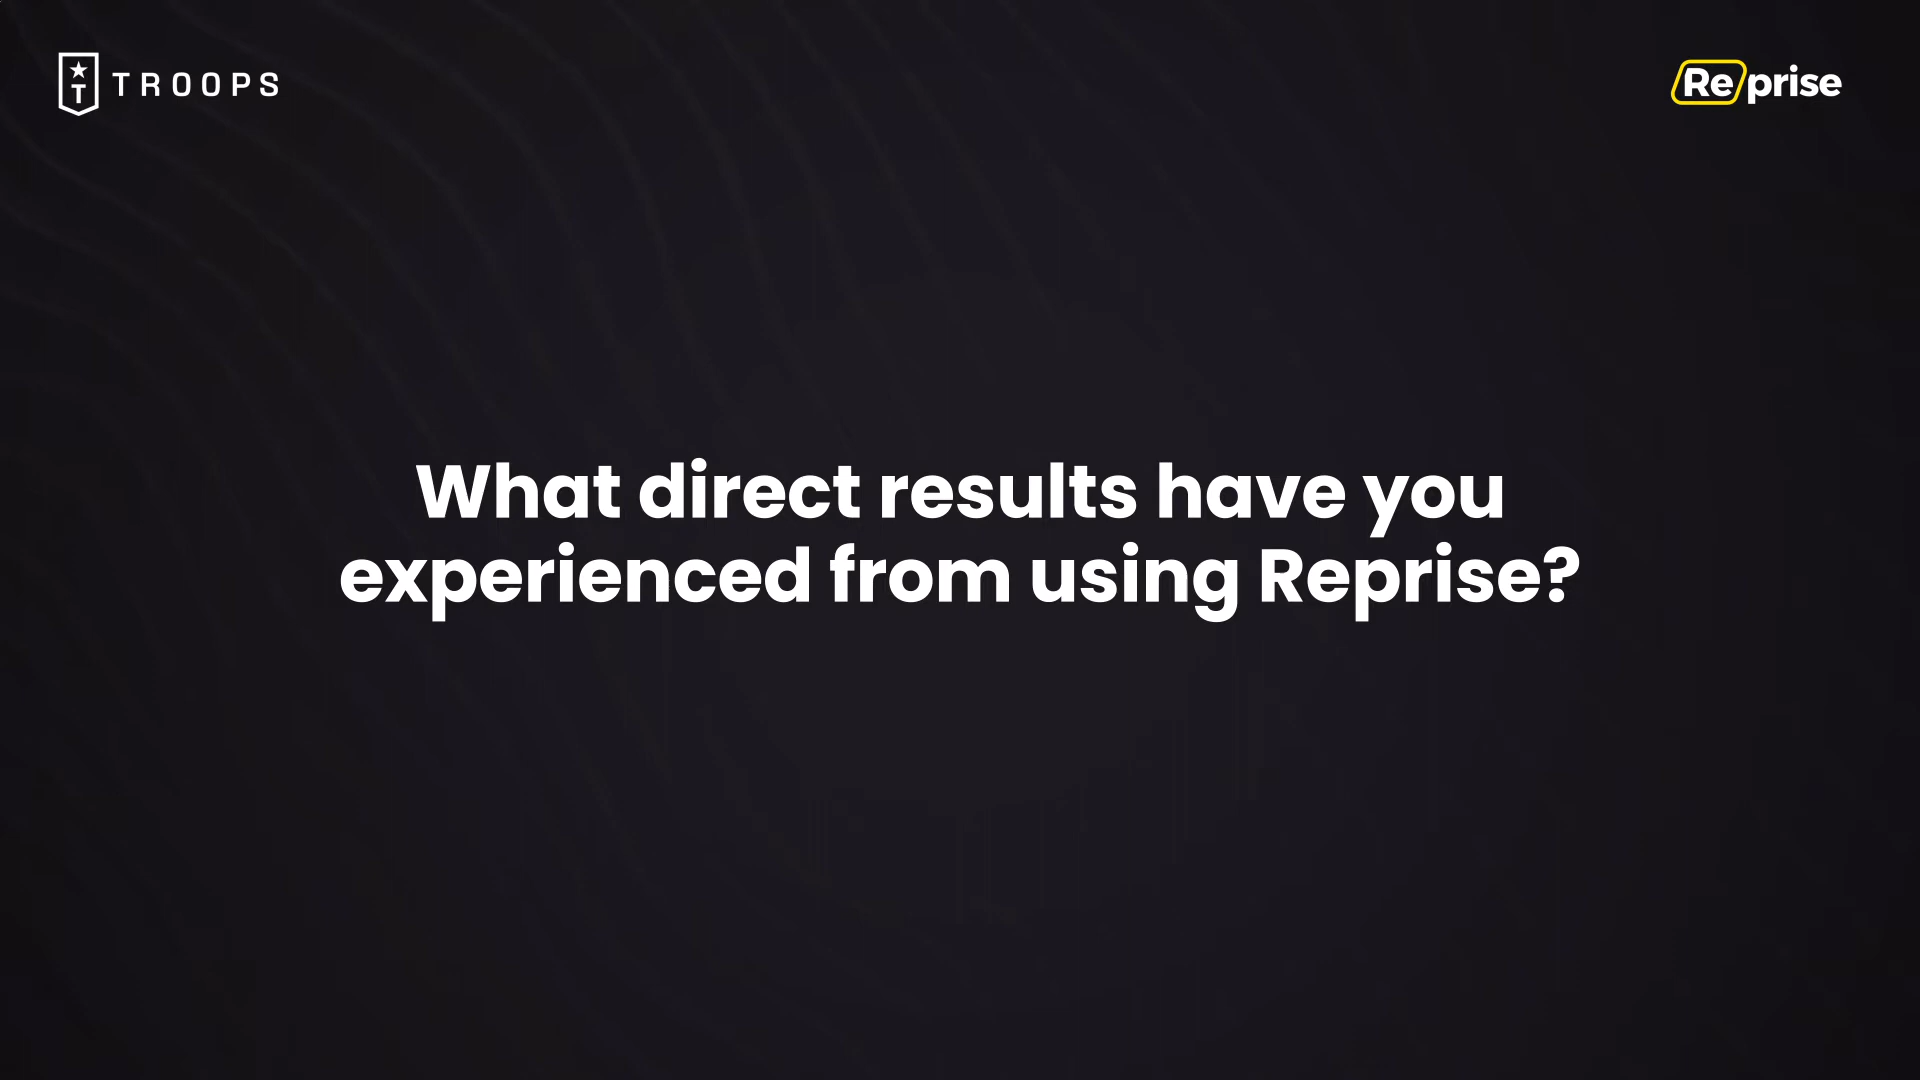 T TROOPS
Reprise
What direct results have you
experienced from using Reprise?